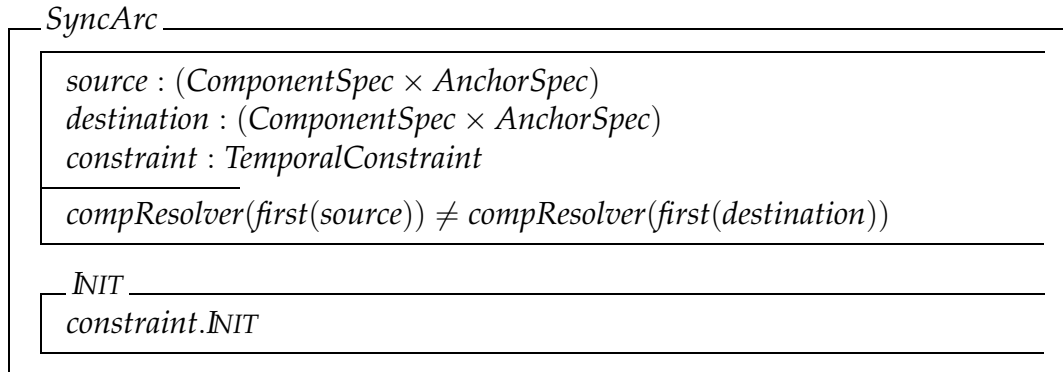 SyncArc
source : (ComponentSpec × AnchorSpec)
destination : (ComponentSpec × AnchorSpec)
constraint : TemporalConstraint
compResolver(first(source)) ≠ compResolver(first(destination))
INIT
constraint.INIT